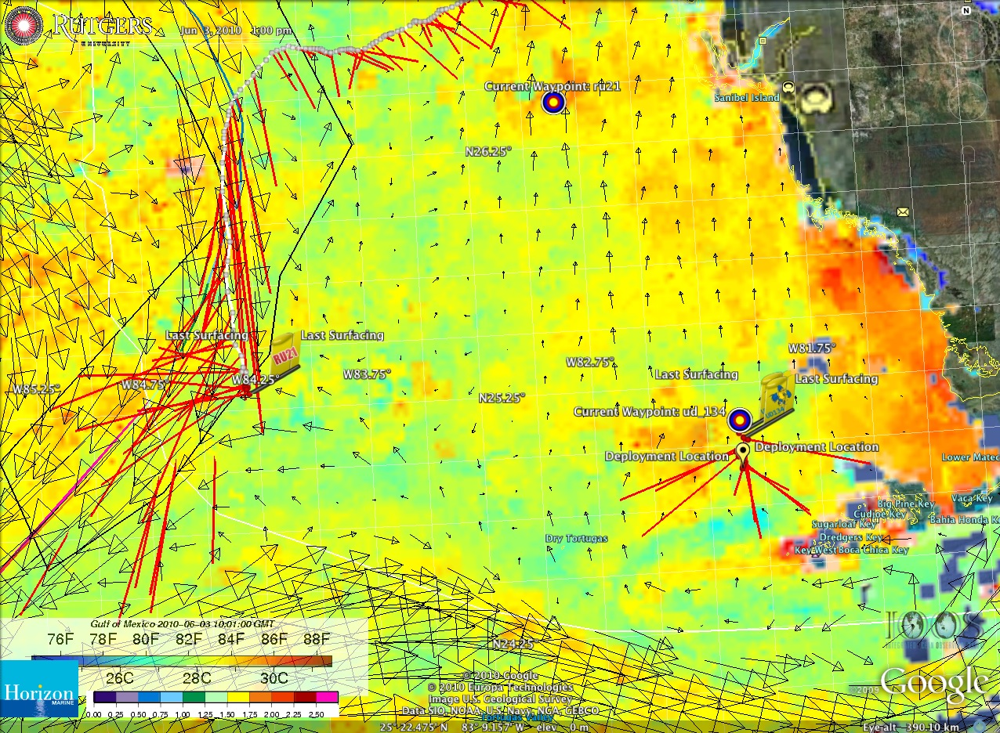 RUTGERS
UNIVERSITY
Jun 3, 2010 1:00 pm
N
Current Waypoint: ru21
Sanibel Island
N26.25°
Last Surfacing
Last Surfacing
RU21
W85.25°
W84.75°
W84.25°
W83.75°
W82.75°
W81.75°
N25.25°
Last Surfacing
Last Surfacing
UD134
Current Waypoint: ud_134
Deployment Location
Deployment Location
Lower Matec
Big Pine Key
Vaca Key
Cudjoe Key
Bahia Honda K
Sugarloaf Key
Dry Tortugas
Dredgers Key
Key West Boca Chica Key
Gulf of Mexico 2010-06-03 10:01:00 GMT
76F 78F 80F 82F 84F 86F 88F
26C 28C 30C
0.00 0.25 0.50 0.75 1.00 1.25 1.50 1.75 2.00 2.25 2.50
Horizon
MARINE
N24.25
IOOS
© 2010 Google
© 2010 Europa Technologies
Image U.S. Geological Survey
Data SIO, NOAA, U.S. Navy, NGA, GEBCO
Tortugas Valley
©2009 Google
25°22.475' N 83° 9.157' W elev 0 m
Eye alt 390.10 km